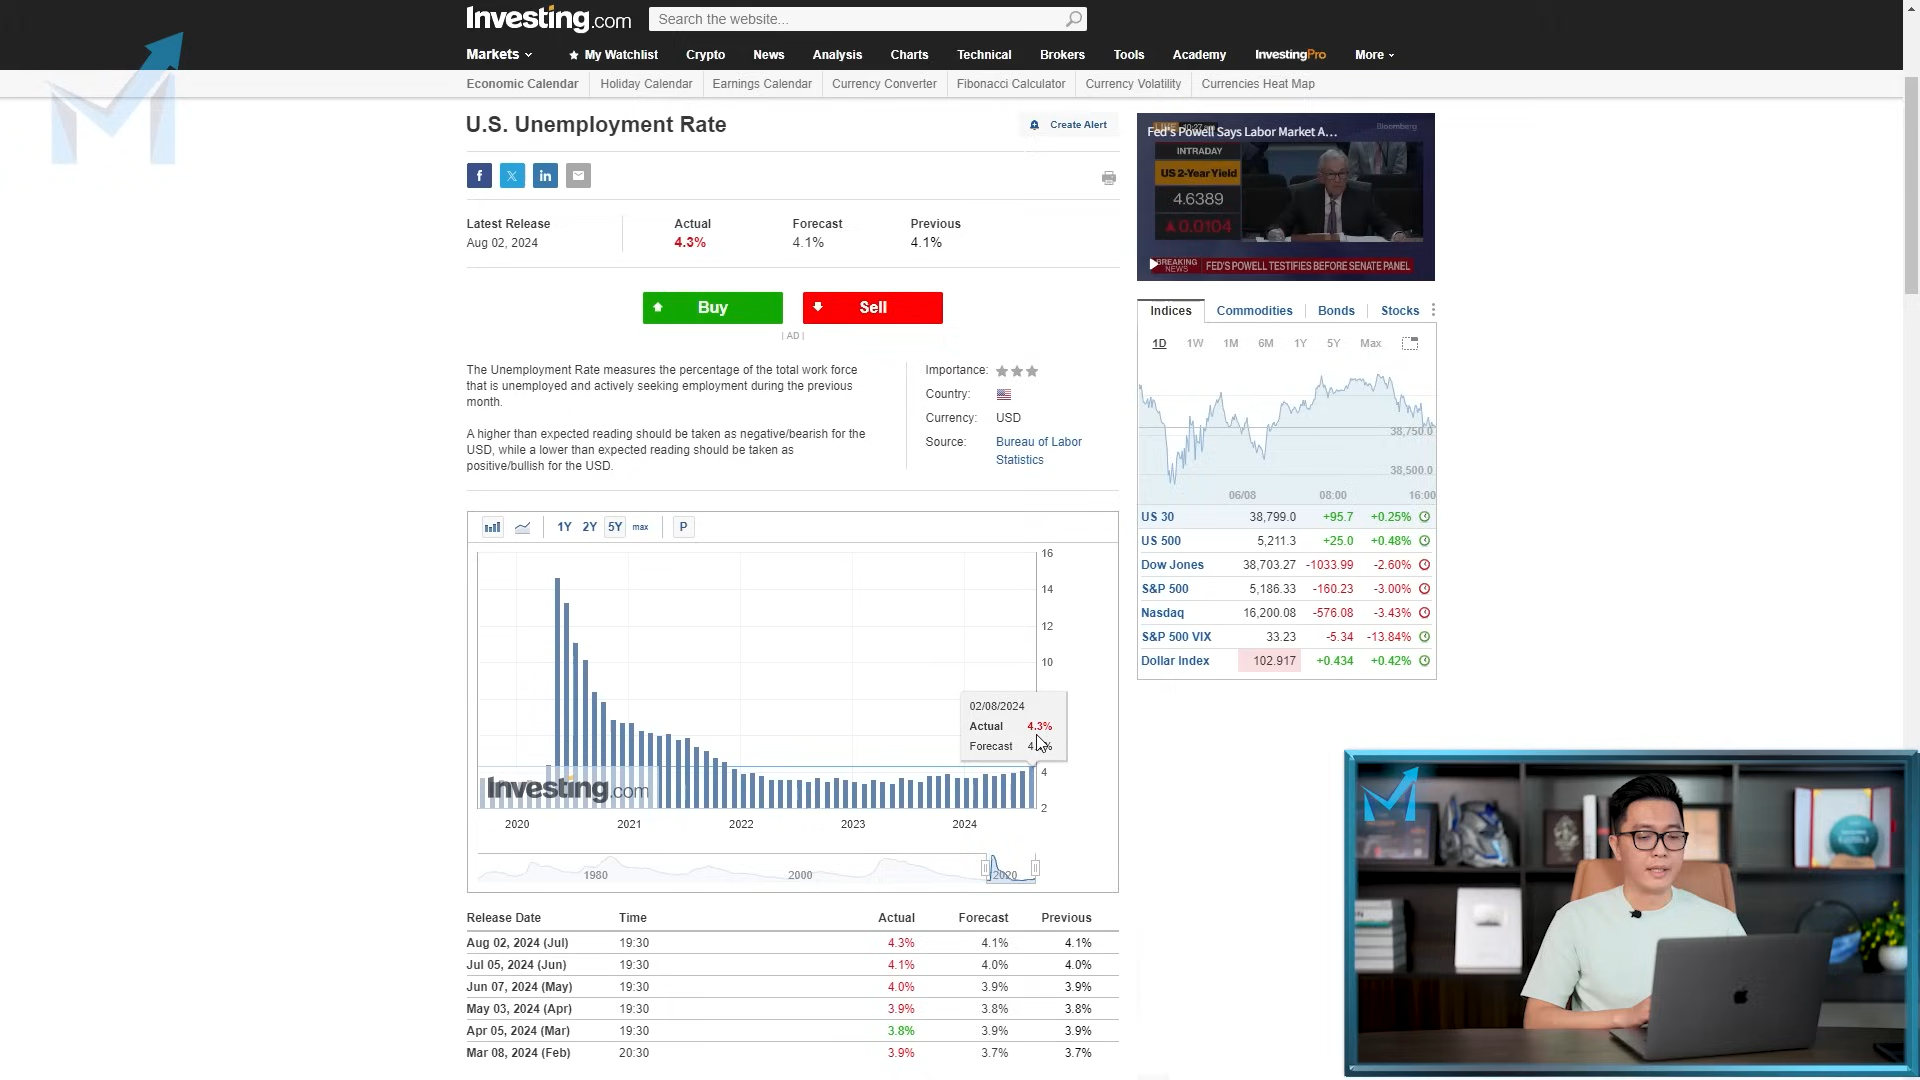 Investing.com
Search the website...
Markets
My Watchlist
Crypto
News
Analysis
Charts
Technical
Brokers
Tools
Academy
InvestingPro
More
Economic Calendar
Holiday Calendar
Earnings Calendar
Currency Converter
Fibonacci Calculator
Currency Volatility
Currencies Heat Map
U.S. Unemployment Rate
Create Alert
Latest Release Actual Forecast Previous
Aug 02, 2024 4.3% 4.1% 4.1%
Buy
Sell
| AD |
The Unemployment Rate measures the percentage of the total work force
that is unemployed and actively seeking employment during the previous
month.
A higher than expected reading should be taken as negative/bearish for the
USD, while a lower than expected reading should be taken as
positive/bullish for the USD.
Importance:
Country:
Currency: USD
Source: Bureau of Labor
Statistics
1Y 2Y 5Y max P
16
14
12
10
4
2
02/08/2024
Actual 4.3%
Forecast
Investing.com
2020 2021 2022 2023 2024
1980 2000 2020
Release Date Time Actual Forecast Previous
Aug 02, 2024 (Jul) 19:30 4.3% 4.1% 4.1%
Jul 05, 2024 (Jun) 19:30 4.1% 4.0% 4.0%
Jun 07, 2024 (May) 19:30 4.0% 3.9% 3.9%
May 03, 2024 (Apr) 19:30 3.9% 3.8% 3.8%
Apr 05, 2024 (Mar) 19:30 3.8% 3.9% 3.9%
Mar 08, 2024 (Feb) 20:30 3.9% 3.7% 3.7%
Fed's Powell Says Labor Market A...
Bloomberg
INTRADAY
US 2-Year Yield
4.6389
0.0104
BREAKING
NEWS
FED'S POWELL TESTIFIES BEFORE SENATE PANEL
Indices Commodities Bonds Stocks
1D 1W 1M 6M 1Y 5Y Max
38,750.0
38,500.0
06/08 08:00 16:00
US 30 38,799.0 +95.7 +0.25%
US 500 5,211.3 +25.0 +0.48%
Dow Jones 38,703.27 -1033.99 -2.60%
S&P 500 5,186.33 -160.23 -3.00%
Nasdaq 16,200.08 -576.08 -3.43%
S&P 500 VIX 33.23 -5.34 -13.84%
Dollar Index 102.917 +0.434 +0.42%